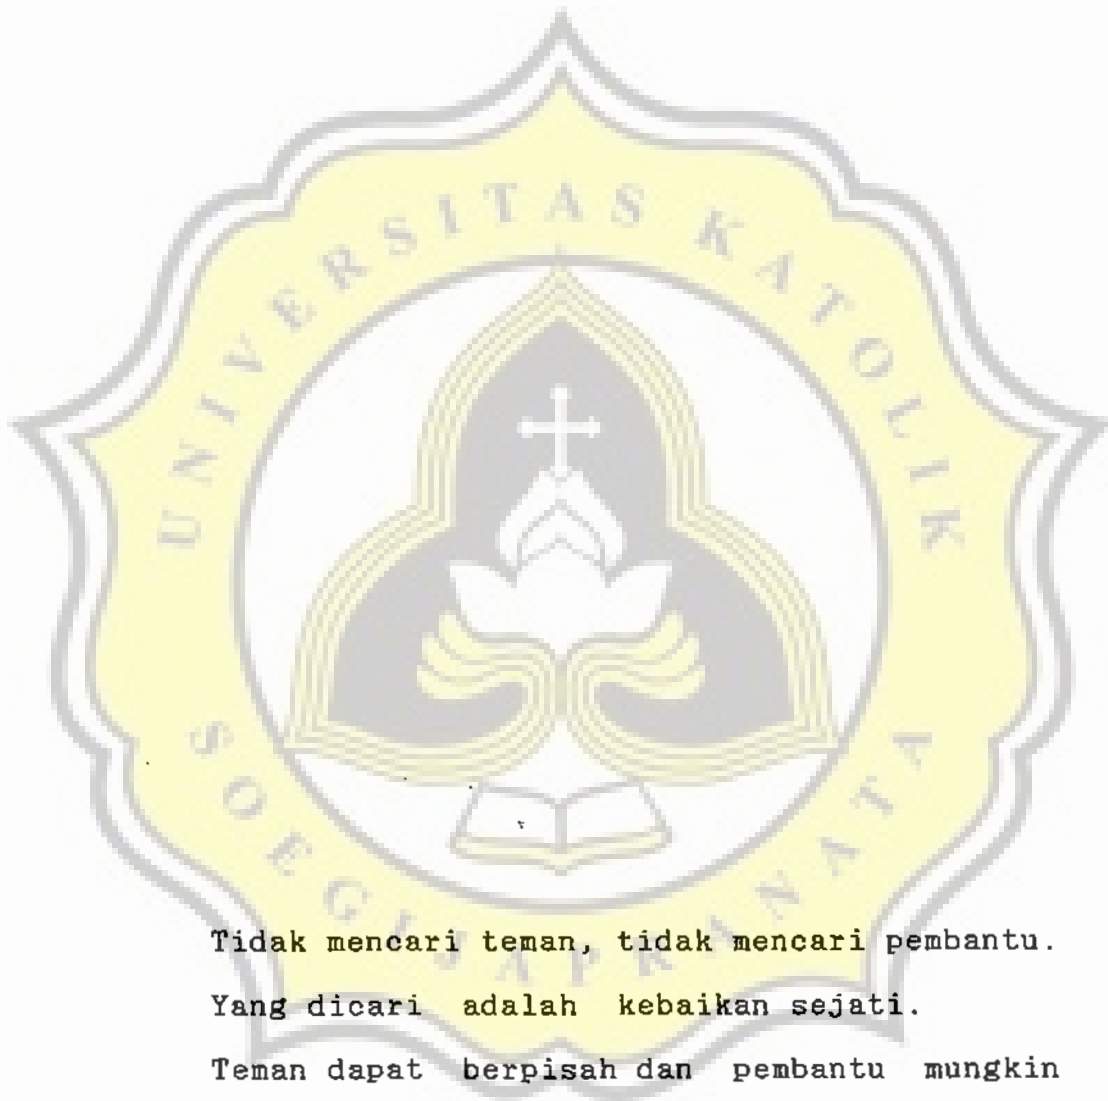 UNIVERSITAS KATOLIK
SOEGIJAPRANATA
Tidak mencari teman, tidak mencari pembantu.
Yang dicari adalah kebaikan sejati.
Teman dapat berpisah dan pembantu mungkin